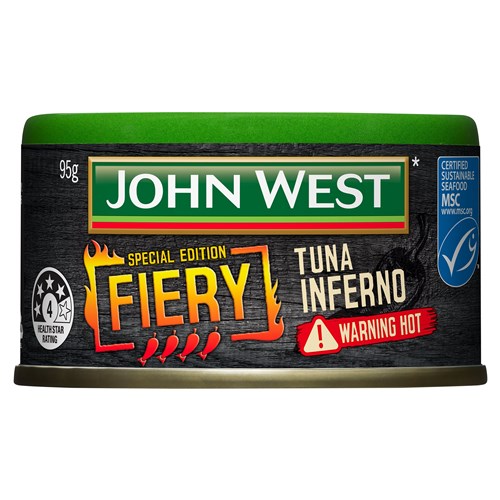 95g
JOHN WEST
*
SPECIAL EDITION
FIERY
TUNA
INFERNO
WARNING HOT
4
HEALTH STAR
RATING
CERTIFIED
SUSTAINABLE
SEAFOOD
MSC
www.msc.org